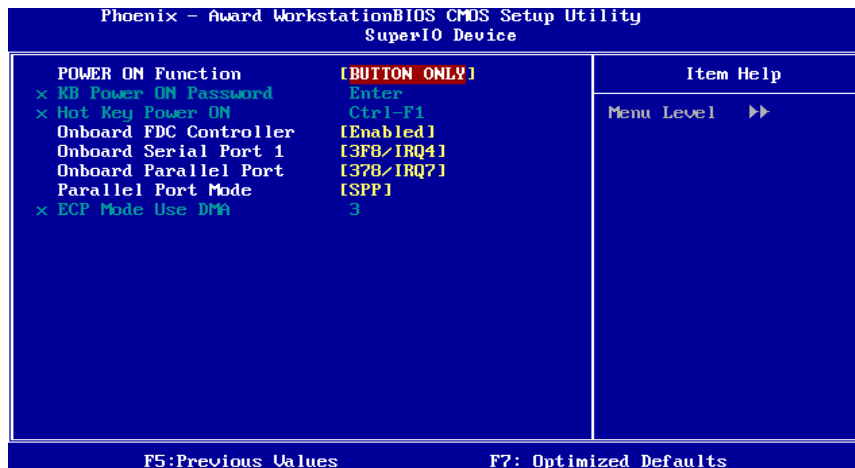 Phoenix - Award WorkstationBIOS CMOS Setup Utility
SuperIO Device
POWER ON Function [BUTTON ONLY]
x KB Power ON Password Enter
x Hot Key Power ON Ctrl-F1
Onboard FDC Controller [Enabled]
Onboard Serial Port 1 [3F8/IRQ4]
Onboard Parallel Port [378/IRQ7]
Parallel Port Mode [SPP]
x ECP Mode Use DMA 3
Item Help
Menu Level ▸▸
F5:Previous Values F7: Optimized Defaults